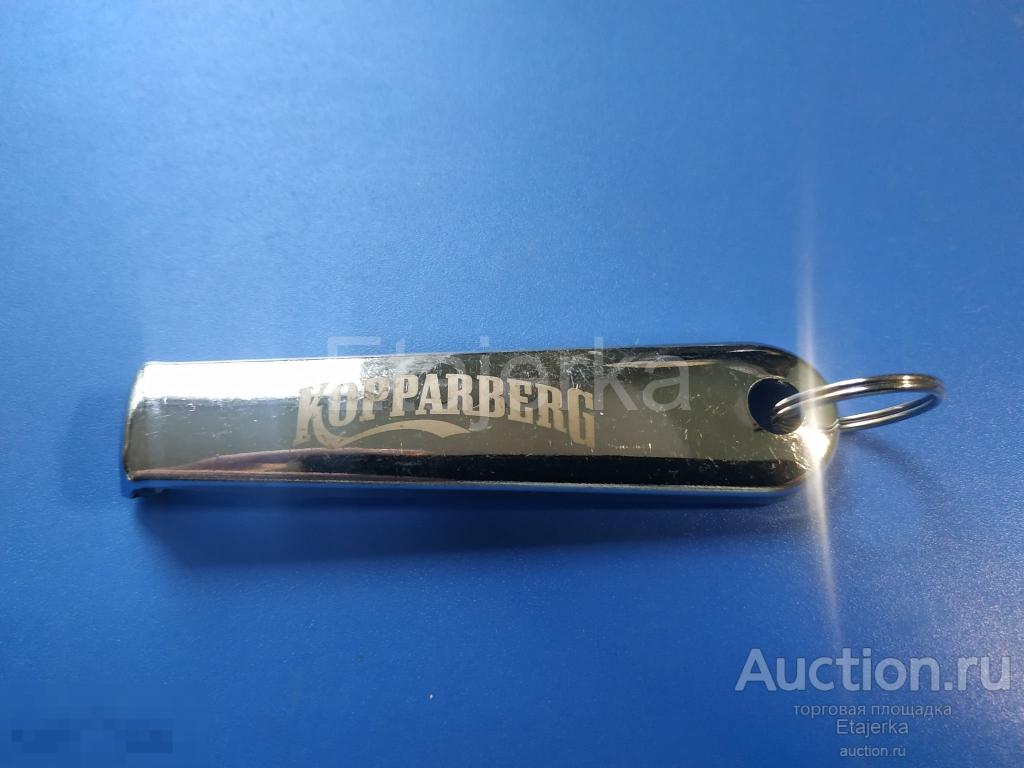 Etajerka
KOPPARBERG
Auction.ru
торговая площадка
Etajerka
auction.ru